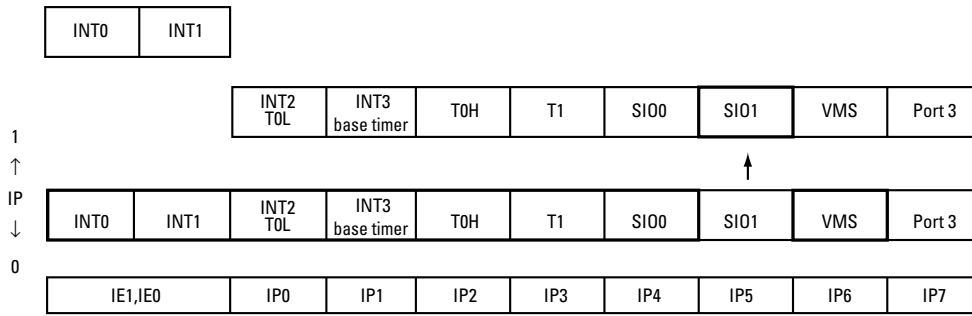 INT0 INT1
INT2 T0L INT3 base timer T0H T1 SIO0 SIO1 VMS Port 3
1
↑
IP
↓
0
INT0 INT1 INT2 T0L INT3 base timer T0H T1 SIO0 SIO1 VMS Port 3
IE1,IE0 IP0 IP1 IP2 IP3 IP4 IP5 IP6 IP7